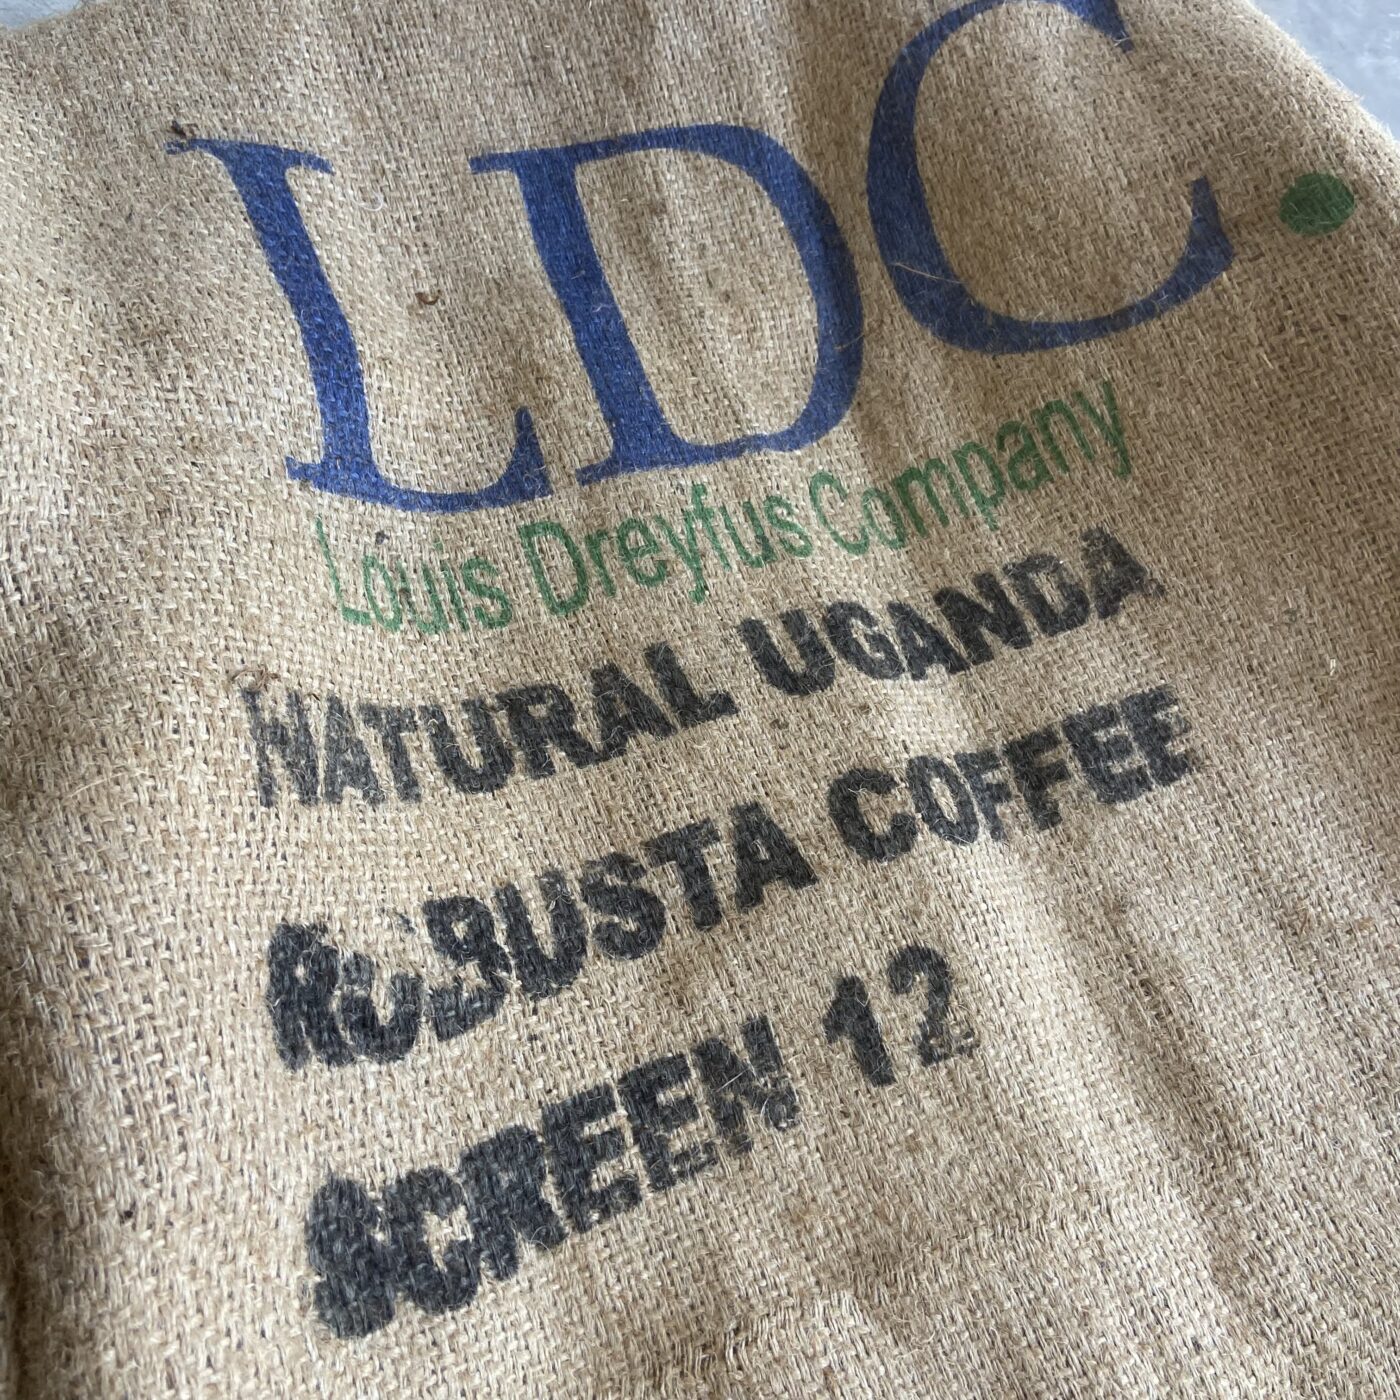 LDC.
Louis Dreyfus Company
NATURAL UGANDA
ROBUSTA COFFEE
SCREEN 12